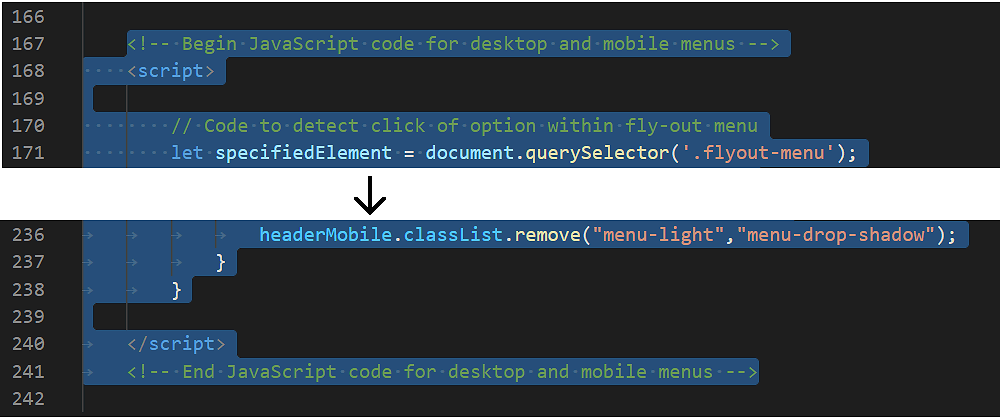 166
167 <!-- Begin JavaScript code for desktop and mobile menus -->
168 <script>
169
170 // Code to detect click of option within fly-out menu
171 let specifiedElement = document.querySelector('.flyout-menu');
236 headerMobile.classList.remove("menu-light","menu-drop-shadow");
237 }
238 }
239
240 </script>
241 <!-- End JavaScript code for desktop and mobile menus -->
242